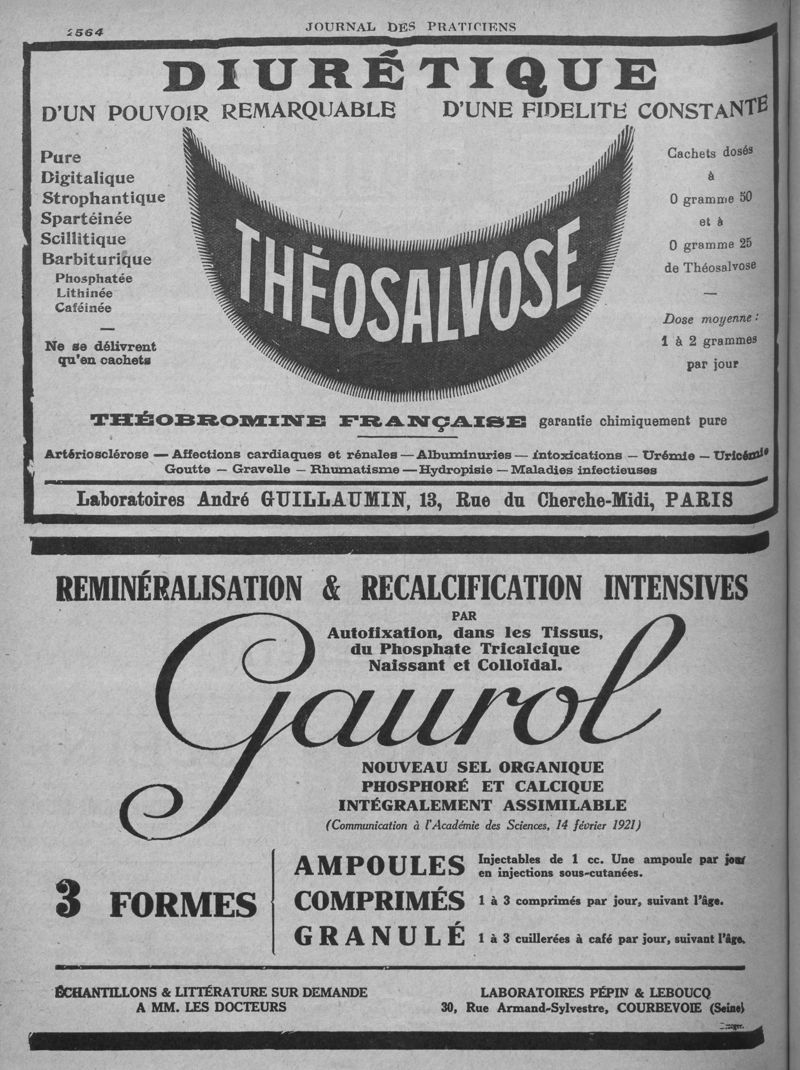 2564
JOURNAL DES PRATICIENS
DIURÉTIQUE
D'UN POUVOIR REMARQUABLE D'UNE FIDELITÉ CONSTANTE
Pure
Digitalique
Strophantique
Spartéinée
Scillitique
Barbiturique
Phosphatée
Lithinée
Caféinée
Ne se délivrent
qu'en cachets
THÉOSALVOSE
Cachets dosés
à
0 gramme 50
et à
0 gramme 25
de Théosalvose
Dose moyenne :
1 à 2 grammes
par jour
THÉOBROMINE FRANÇAISE garantie chimiquement pure
Artériosclérose — Affections cardiaques et rénales — Albuminuries — Intoxications — Urémie — Uricémie
Goutte — Gravelle — Rhumatisme — Hydropisie — Maladies infectieuses
Laboratoires André GUILLAUMIN, 13, Rue du Cherche-Midi, PARIS
REMINÉRALISATION & RECALCIFICATION INTENSIVES
PAR
Autofixation, dans les Tissus,
du Phosphate Tricalcique
Naissant et Colloïdal.
Gaurol
NOUVEAU SEL ORGANIQUE
PHOSPHORÉ ET CALCIQUE
INTÉGRALEMENT ASSIMILABLE
(Communication à l'Académie des Sciences, 14 février 1921)
3 FORMES
AMPOULES Injectables de 1 cc. Une ampoule par jour
en injections sous-cutanées.
COMPRIMÉS 1 à 3 comprimés par jour, suivant l'âge.
GRANULÉ 1 à 3 cuillerées à café par jour, suivant l'âge.
ÉCHANTILLONS & LITTÉRATURE SUR DEMANDE
A MM. LES DOCTEURS
LABORATOIRES PÉPIN & LEBOUCQ
30, Rue Armand-Sylvestre, COURBEVOIE (Seine)